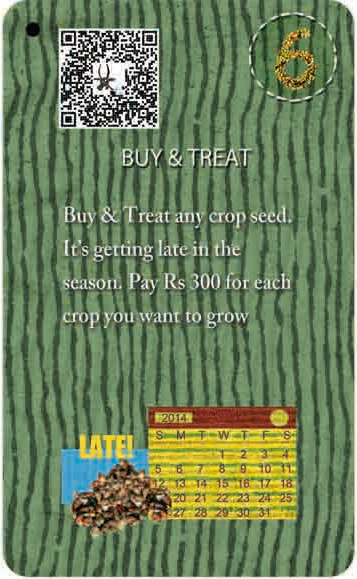 6
BUY & TREAT
Buy & Treat any crop seed.
It's getting late in the
season. Pay Rs 300 for each
crop you want to grow
LATE!
2014
S M T W T F S
1 2 3 4
5 6 7 8 9 10 11
12 13 14 15 16 17 18
20 21 22 23 24 25
27 28 29 30 31